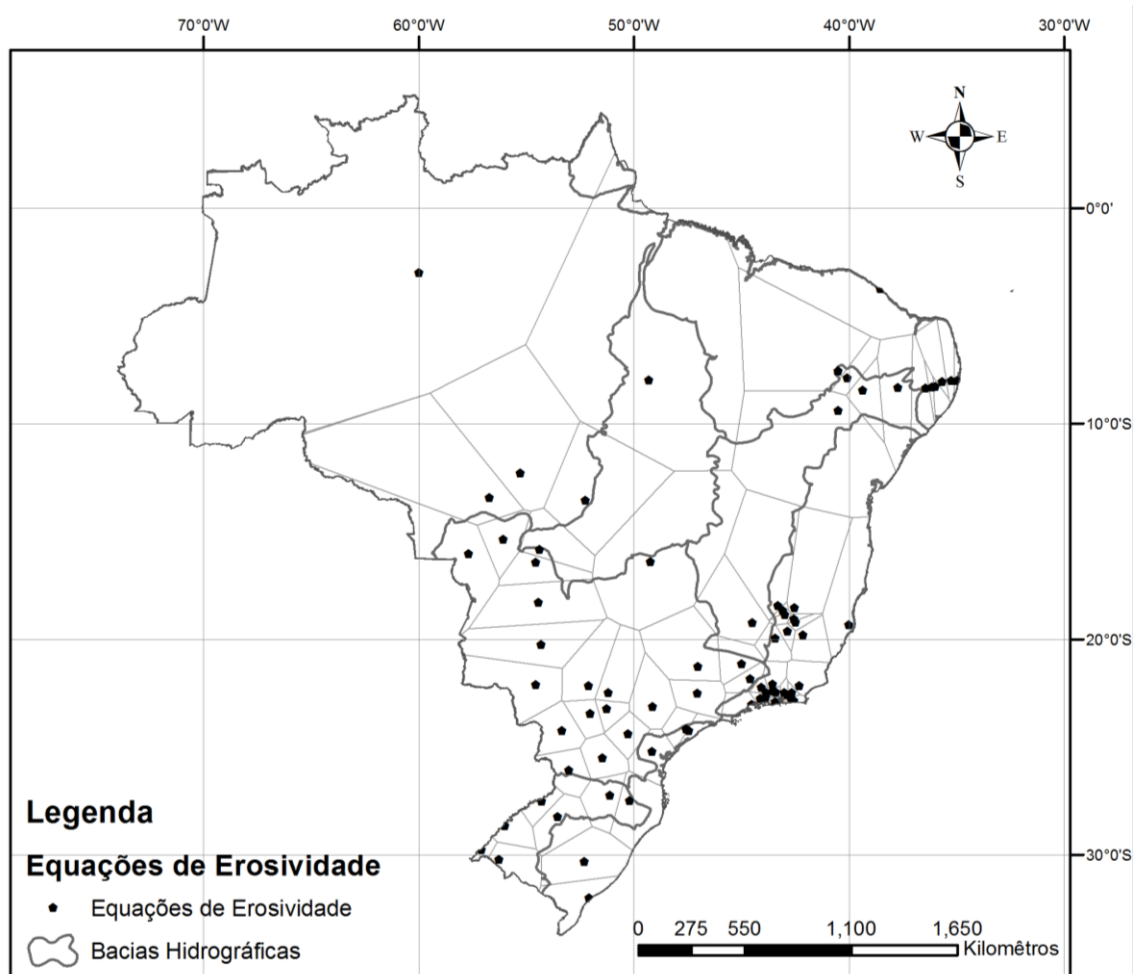 70°0'W 60°0'W 50°0'W 40°0'W 30°0'W
N
W E
S
0°0'
10°0'S
20°0'S
30°0'S
Legenda
Equações de Erosividade
Equações de Erosividade
Bacias Hidrográficas
0 275 550 1,100 1,650
Kilomêtros